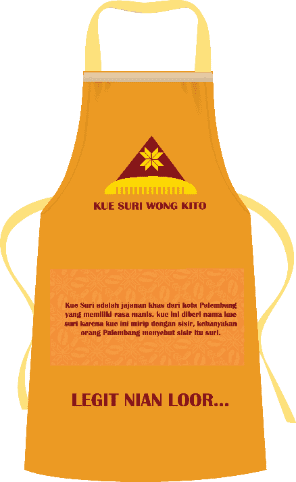 KUE SURI WONG KITO
Kue Suri adalah jajanan khas dari kota Palembang
yang memiliki rasa manis, kue ini diberi nama kue
suri karena kue ini mirip dengan sisir, kebanyakan
orang Palembang menyebut sisir itu suri.
LEGIT NIAN LOOR...